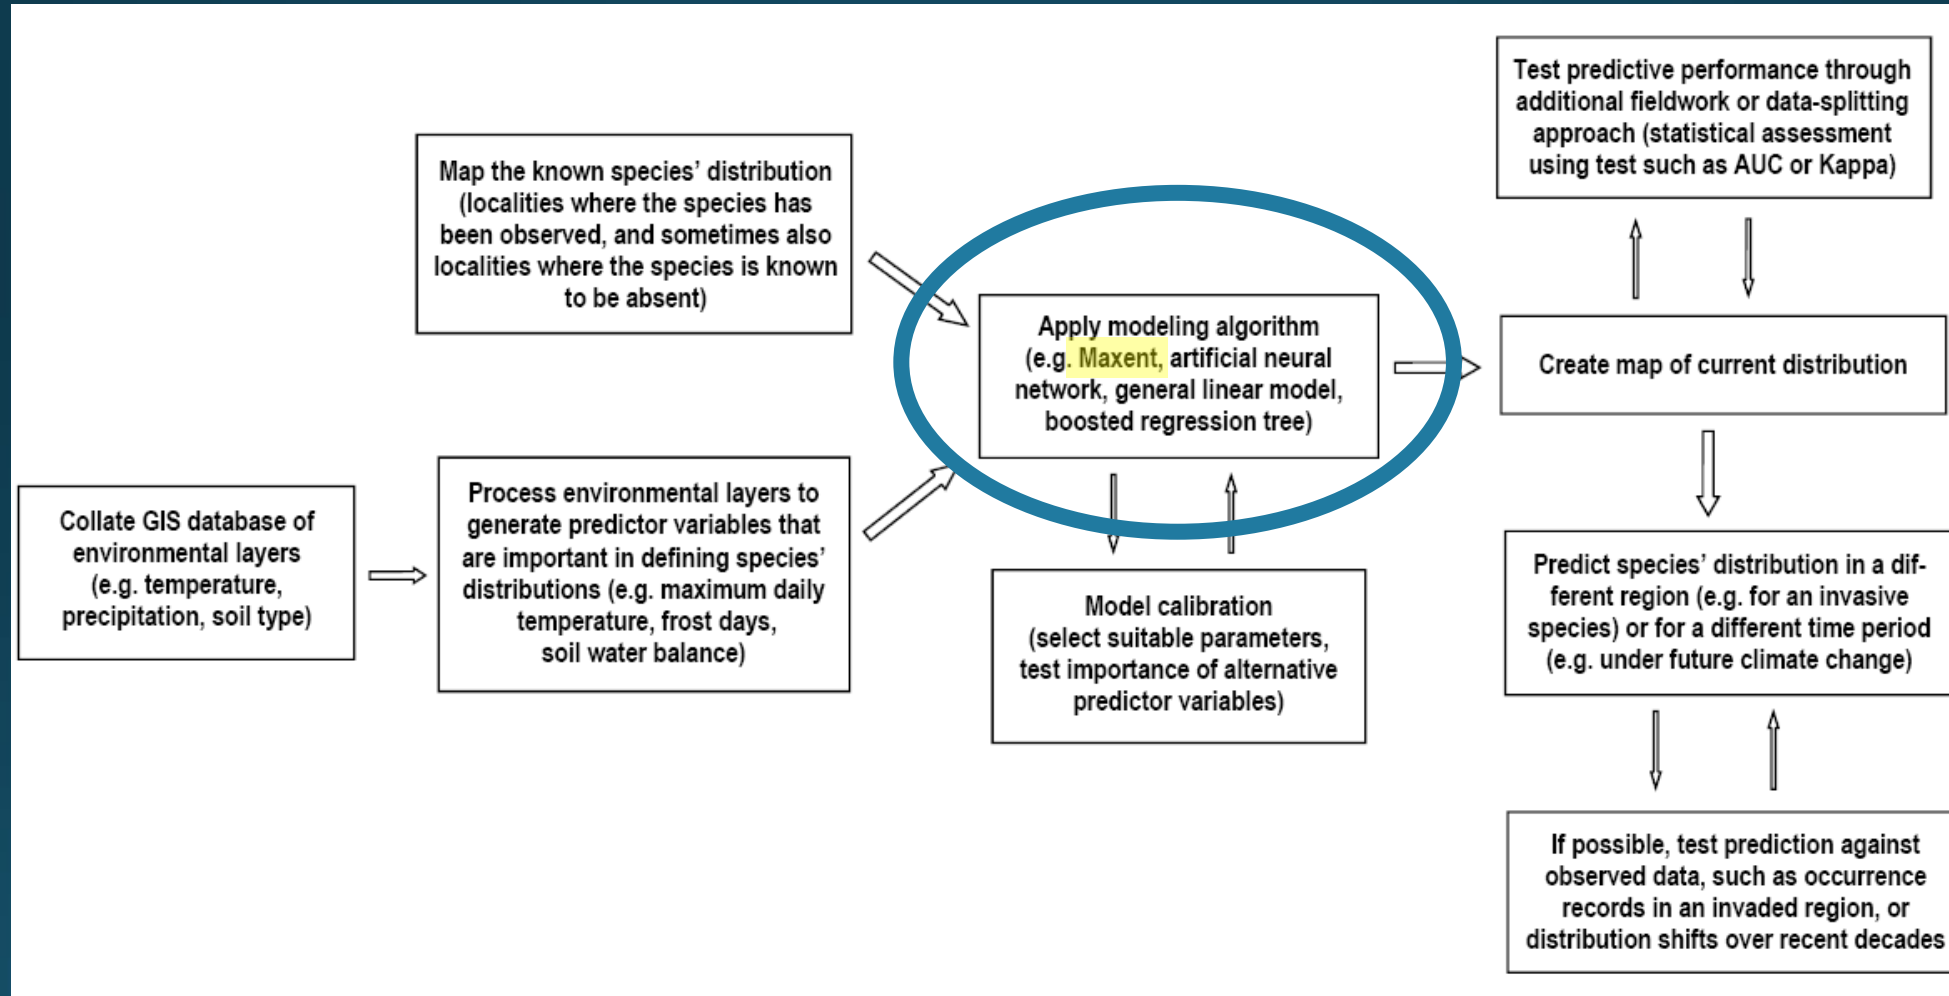 Collate GIS database of
environmental layers
(e.g. temperature,
precipitation, soil type)
Map the known species’ distribution
(localities where the species has
been observed, and sometimes also
localities where the species is known
to be absent)
Process environmental layers to
generate predictor variables that
are important in defining species’
distributions (e.g. maximum daily
temperature, frost days,
soil water balance)
Apply modeling algorithm
(e.g. Maxent, artificial neural
network, general linear model,
boosted regression tree)
Model calibration
(select suitable parameters,
test importance of alternative
predictor variables)
Test predictive performance through
additional fieldwork or data-splitting
approach (statistical assessment
using test such as AUC or Kappa)
Create map of current distribution
Predict species’ distribution in a dif-
ferent region (e.g. for an invasive
species) or for a different time period
(e.g. under future climate change)
If possible, test prediction against
observed data, such as occurrence
records in an invaded region, or
distribution shifts over recent decades